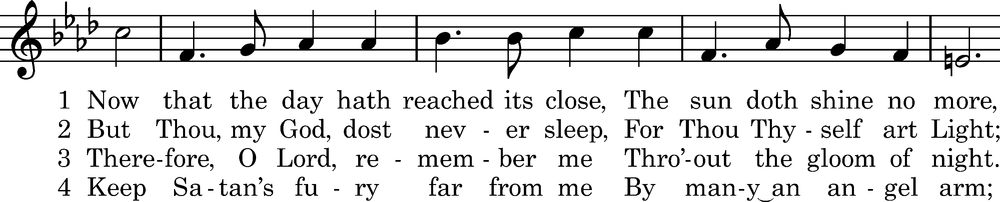 1 Now that the day hath reached its close, The sun doth shine no more,
2 But Thou, my God, dost nev - er sleep, For Thou Thy - self art Light;
3 There-fore, O Lord, re - mem - ber me Thro’-out the gloom of night.
4 Keep Sa - tan’s fu - ry far from me By man-y‿an an - gel arm;